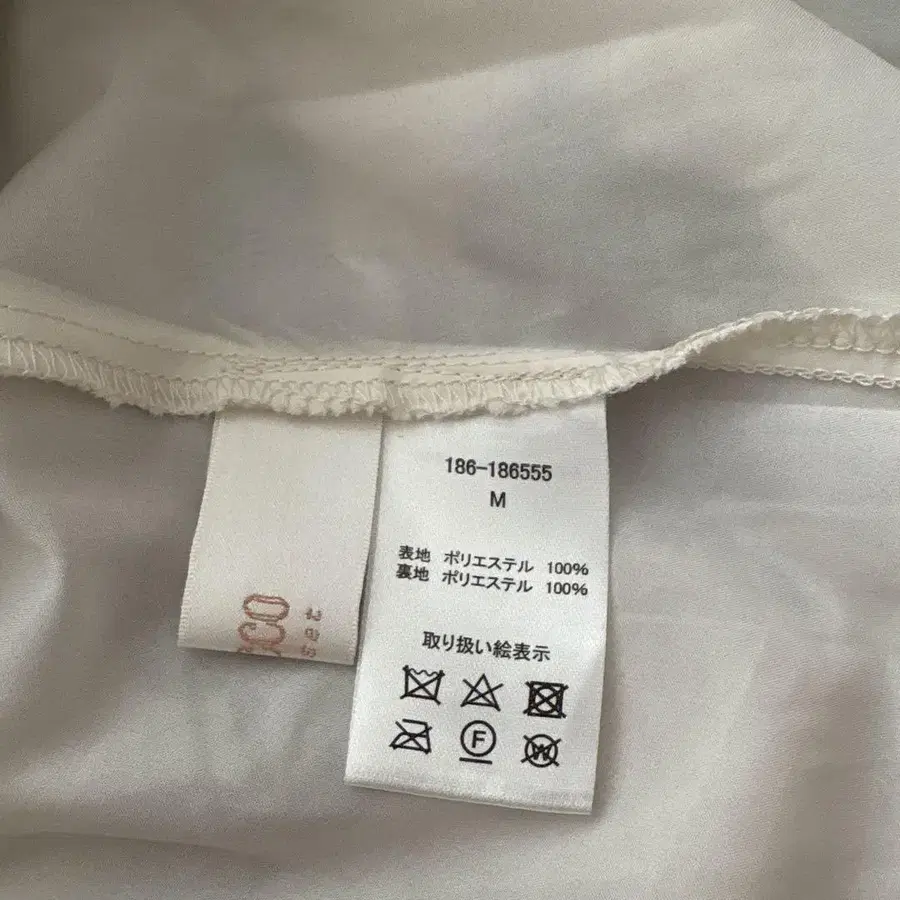 186-186555
M
表地 ポリエステル 100%
裏地 ポリエステル 100%
取り扱い絵表示
F
W